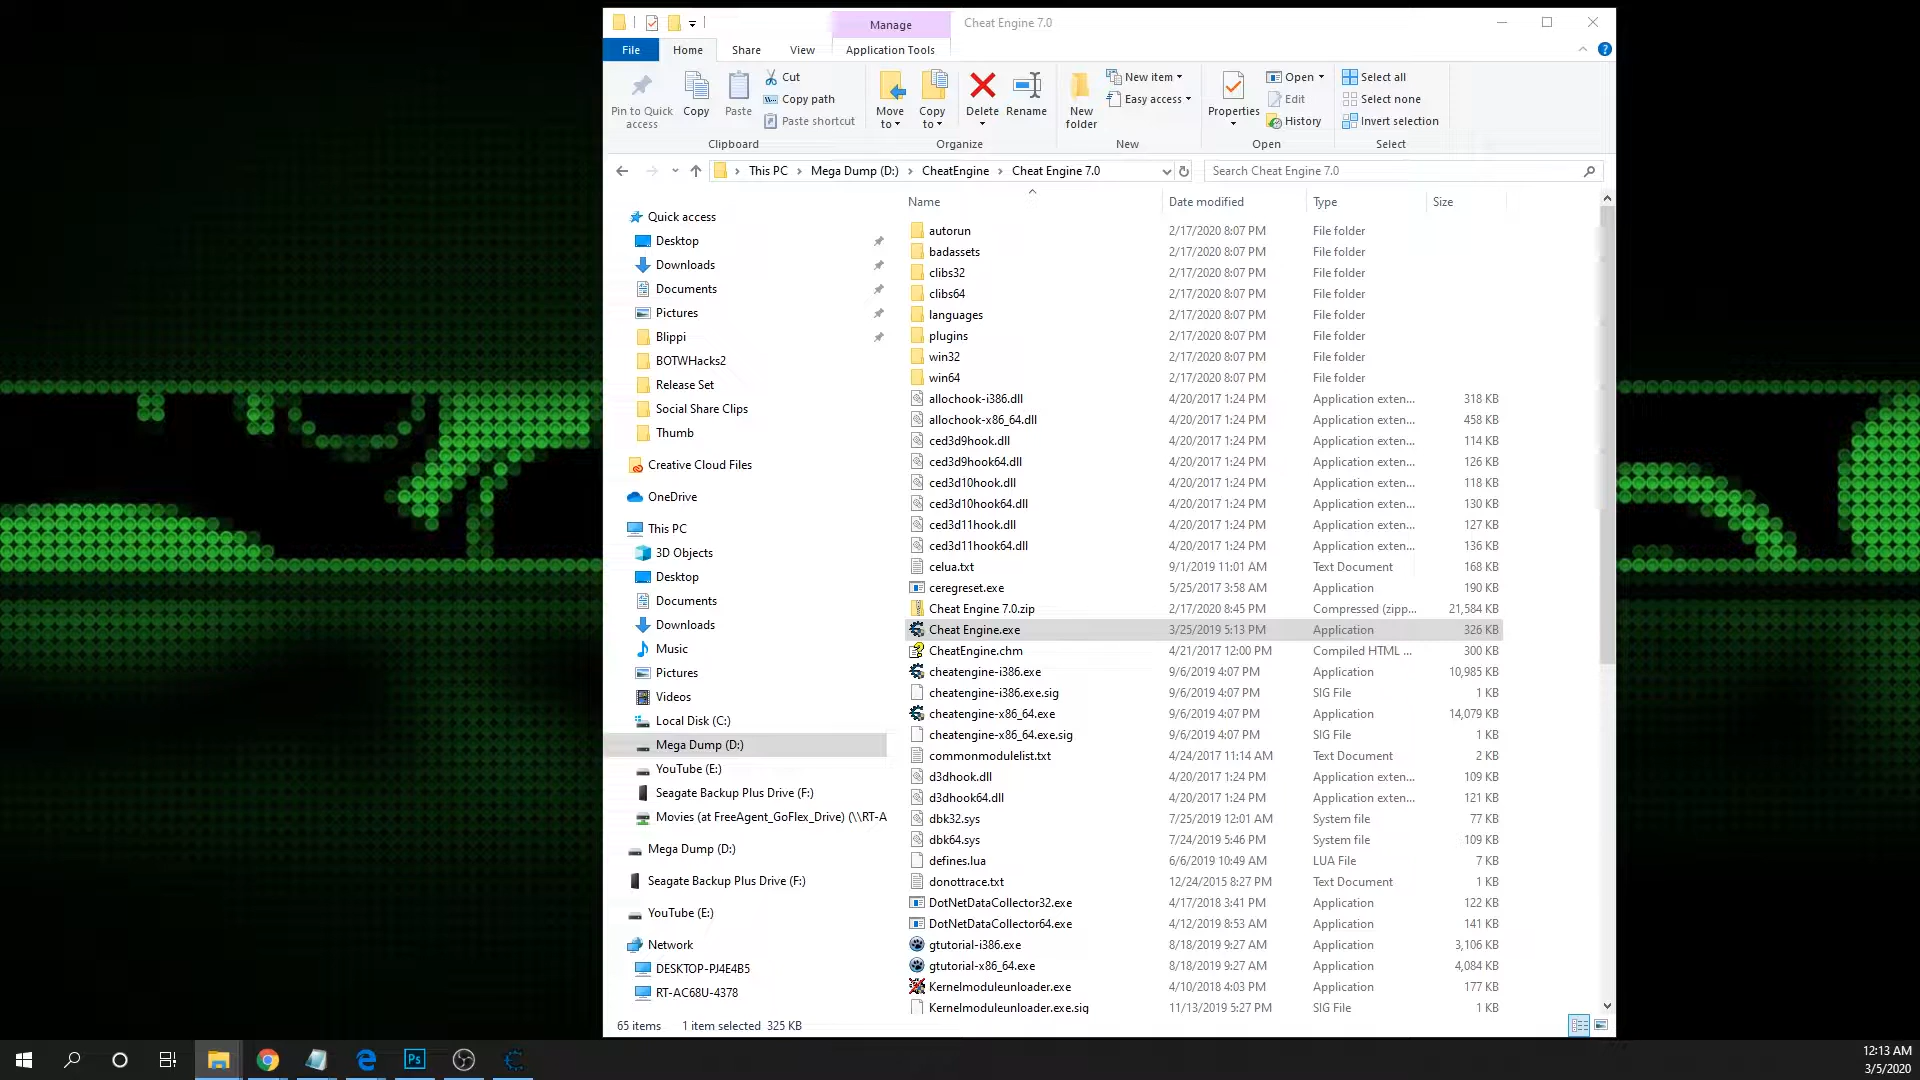 Manage
Cheat Engine 7.0
File
Home
Share
View
Application Tools
Pin to Quick access
Copy
Paste
Cut
Copy path
Paste shortcut
Move to
Copy to
Delete
Rename
New folder
New item
Easy access
Properties
Open
Edit
History
Select all
Select none
Invert selection
Clipboard
Organize
New
Open
Select
This PC
Mega Dump (D:)
CheatEngine
Cheat Engine 7.0
Search Cheat Engine 7.0
Name
Date modified
Type
Size
Quick access
Desktop
Downloads
Documents
Pictures
Blippi
BOTWHacks2
Release Set
Social Share Clips
Thumb
Creative Cloud Files
OneDrive
This PC
3D Objects
Desktop
Documents
Downloads
Music
Pictures
Videos
Local Disk (C:)
Mega Dump (D:)
YouTube (E:)
Seagate Backup Plus Drive (F:)
Movies (at FreeAgent_GoFlex_Drive) (\\RT-A
Mega Dump (D:)
Seagate Backup Plus Drive (F:)
YouTube (E:)
Network
DESKTOP-PJ4E4B5
RT-AC68U-4378
autorun 2/17/2020 8:07 PM File folder
badassets 2/17/2020 8:07 PM File folder
clibs32 2/17/2020 8:07 PM File folder
clibs64 2/17/2020 8:07 PM File folder
languages 2/17/2020 8:07 PM File folder
plugins 2/17/2020 8:07 PM File folder
win32 2/17/2020 8:07 PM File folder
win64 2/17/2020 8:07 PM File folder
allochook-i386.dll 4/20/2017 1:24 PM Application exten... 318 KB
allochook-x86_64.dll 4/20/2017 1:24 PM Application exten... 458 KB
ced3d9hook.dll 4/20/2017 1:24 PM Application exten... 114 KB
ced3d9hook64.dll 4/20/2017 1:24 PM Application exten... 126 KB
ced3d10hook.dll 4/20/2017 1:24 PM Application exten... 118 KB
ced3d10hook64.dll 4/20/2017 1:24 PM Application exten... 130 KB
ced3d11hook.dll 4/20/2017 1:24 PM Application exten... 127 KB
ced3d11hook64.dll 4/20/2017 1:24 PM Application exten... 136 KB
celua.txt 9/1/2019 11:01 AM Text Document 168 KB
ceregreset.exe 5/25/2017 3:58 AM Application 190 KB
Cheat Engine 7.0.zip 2/17/2020 8:45 PM Compressed (zipp... 21,584 KB
Cheat Engine.exe 3/25/2019 5:13 PM Application 326 KB
CheatEngine.chm 4/21/2017 12:00 PM Compiled HTML ... 300 KB
cheatengine-i386.exe 9/6/2019 4:07 PM Application 10,985 KB
cheatengine-i386.exe.sig 9/6/2019 4:07 PM SIG File 1 KB
cheatengine-x86_64.exe 9/6/2019 4:07 PM Application 14,079 KB
cheatengine-x86_64.exe.sig 9/6/2019 4:07 PM SIG File 1 KB
commonmodulelist.txt 4/24/2017 11:14 AM Text Document 2 KB
d3dhook.dll 4/20/2017 1:24 PM Application exten... 109 KB
d3dhook64.dll 4/20/2017 1:24 PM Application exten... 121 KB
dbk32.sys 7/25/2019 12:01 AM System file 77 KB
dbk64.sys 7/24/2019 5:46 PM System file 109 KB
defines.lua 6/6/2019 10:49 AM LUA File 7 KB
donottrace.txt 12/24/2015 8:27 PM Text Document 1 KB
DotNetDataCollector32.exe 4/17/2018 3:41 PM Application 122 KB
DotNetDataCollector64.exe 4/12/2019 8:53 AM Application 141 KB
gtutorial-i386.exe 8/18/2019 9:27 AM Application 3,106 KB
gtutorial-x86_64.exe 8/18/2019 9:27 AM Application 4,084 KB
Kernelmoduleunloader.exe 4/10/2018 4:03 PM Application 177 KB
Kernelmoduleunloader.exe.sig 11/13/2019 5:27 PM SIG File 1 KB
65 items
1 item selected 325 KB
Ps
12:13 AM
3/5/2020